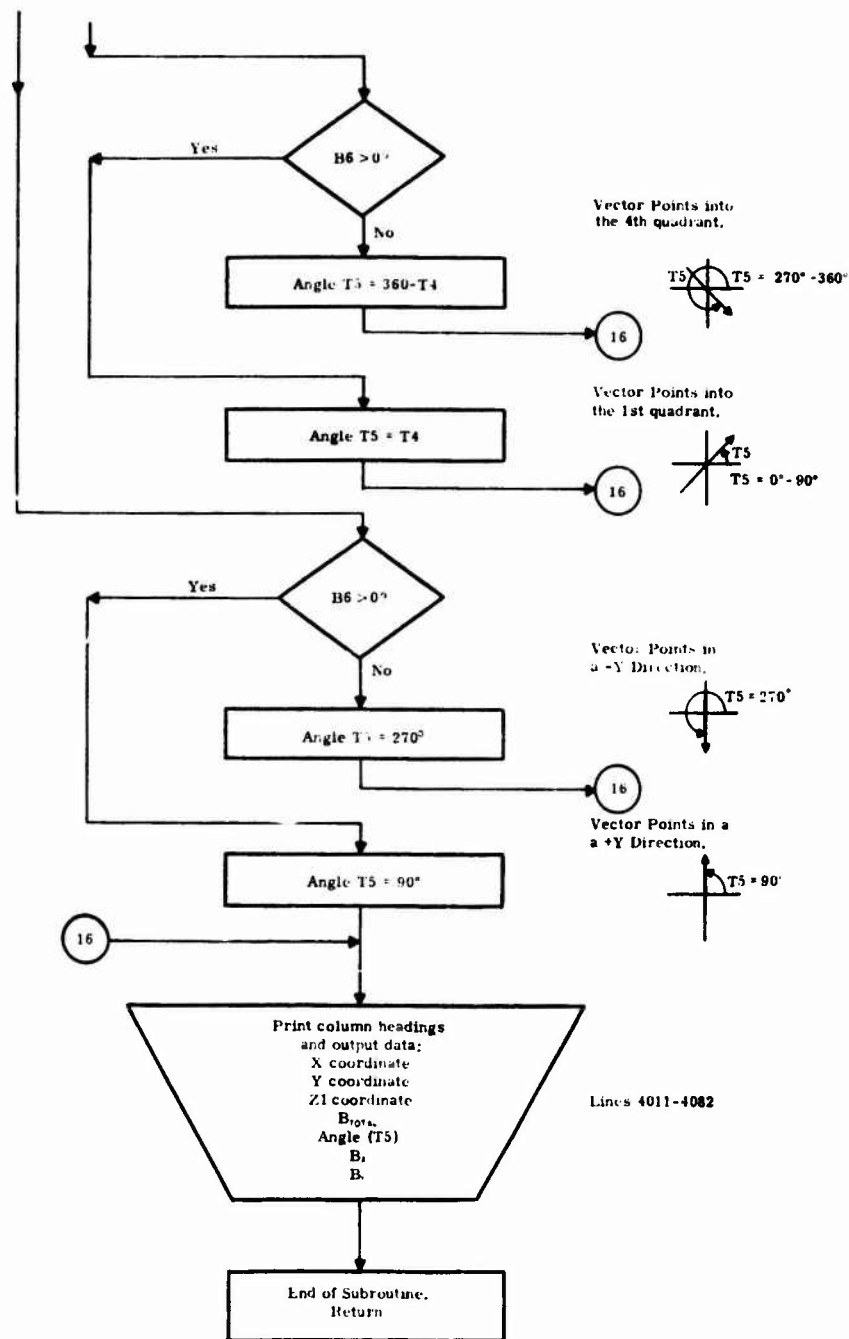 B6 > 0?
Yes
No
Vector Points into
the 4th quadrant.
Angle T5 = 360-T4
T5
T5 = 270° -360°
16
Vector Points into
the 1st quadrant.
Angle T5 = T4
T5
T5 = 0° - 90°
16
B6 > 0?
Yes
No
Vector Points in
a -Y Direction.
Angle T5 = 270°
T5 = 270°
16
Vector Points in a
a +Y Direction.
Angle T5 = 90°
T5 = 90°
16
Print column headings
and output data:
X coordinate
Y coordinate
Z1 coordinate
B
Angle (T5)
B
B
Lines 4011-4082
End of Subroutine.
Return